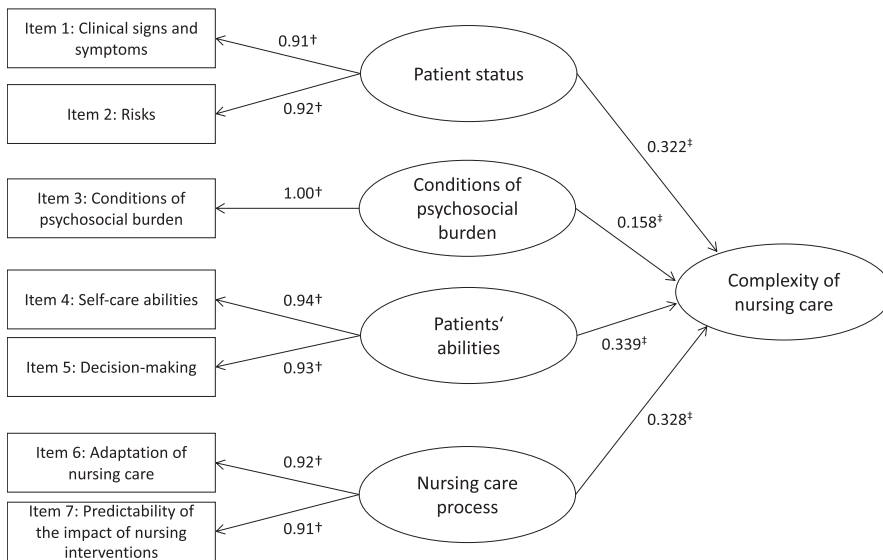 Item 1: Clinical signs and
symptoms
0.91†
Patient status
Item 2: Risks
0.92†
0.322‡
Item 3: Conditions of
psychosocial burden
1.00†
Conditions of
psychosocial
burden
0.158‡
Complexity of
nursing care
Item 4: Self-care abilities
0.94†
Patients‘
abilities
0.339‡
Item 5: Decision-making
0.93†
0.328‡
Item 6: Adaptation of
nursing care
0.92†
Nursing care
process
Item 7: Predictability of
the impact of nursing
interventions
0.91†